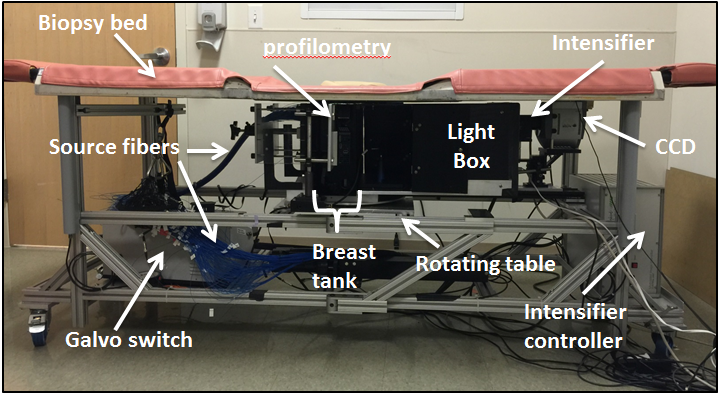 Biopsy bed
profilometry
Intensifier
Source fibers
Light
Box
CCD
Breast
tank
Rotating table
Galvo switch
Intensifier
controller